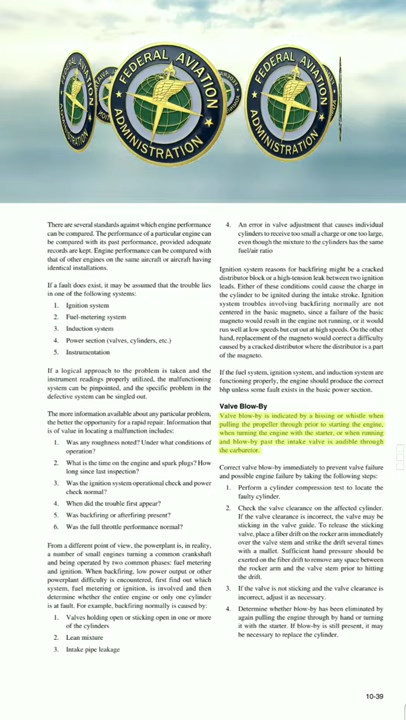 FEDERAL AVIATION
ADMINISTRATION
FEDERAL AVIATION
ADMINISTRATION
There are several standards against which engine performance
can be compared. The performance of a particular engine can
be compared with its past performance, provided adequate
records are kept. Engine performance can be compared with
that of other engines on the same aircraft or aircraft having
identical installations.
If a fault does exist, it may be assumed that the trouble lies
in one of the following systems:
1. Ignition system
2. Fuel-metering system
3. Induction system
4. Power section (valves, cylinders, etc.)
5. Instrumentation
If a logical approach to the problem is taken and the
instrument readings properly utilized, the malfunctioning
system can be pinpointed, and the specific problem in the
defective system can be singled out.
The more information available about any particular problem,
the better the opportunity for a rapid repair. Information that
is of value in locating a malfunction includes:
1. Was any roughness noted? Under what conditions of
operation?
2. What is the time on the engine and spark plugs? How
long since last inspection?
3. Was the ignition system operational check and power
check normal?
4. When did the trouble first appear?
5. Was backfiring or afterfiring present?
6. Was the full throttle performance normal?
From a different point of view, the powerplant is, in reality,
a number of small engines turning a common crankshaft
and being operated by two common phases: fuel metering
and ignition. When backfiring, low power output or other
powerplant difficulty is encountered, first find out which
system, fuel metering or ignition, is involved and then
determine whether the entire engine or only one cylinder
is at fault. For example, backfiring normally is caused by:
1. Valves holding open or sticking open in one or more
of the cylinders
2. Lean mixture
3. Intake pipe leakage
4. An error in valve adjustment that causes individual
cylinders to receive too small a charge or one too large,
even though the mixture to the cylinders has the same
fuel/air ratio
Ignition system reasons for backfiring might be a cracked
distributor block or a high-tension leak between two ignition
leads. Either of these conditions could cause the charge in
the cylinder to be ignited during the intake stroke. Ignition
system troubles involving backfiring normally are not
centered in the basic magneto, since a failure of the basic
magneto would result in the engine not running, or it would
run well at low speeds but cut out at high speeds. On the other
hand, replacement of the magneto would correct a difficulty
caused by a cracked distributor where the distributor is a part
of the magneto.
If the fuel system, ignition system, and induction system are
functioning properly, the engine should produce the correct
bhp unless some fault exists in the basic power section.
Valve Blow-By
Valve blow-by is indicated by a hissing or whistle when
pulling the propeller through prior to starting the engine,
when turning the engine with the starter, or when running
and blow-by past the intake valve is audible through
the carburetor.
Correct valve blow-by immediately to prevent valve failure
and possible engine failure by taking the following steps:
1. Perform a cylinder compression test to locate the
faulty cylinder.
2. Check the valve clearance on the affected cylinder.
If the valve clearance is incorrect, the valve may be
sticking in the valve guide. To release the sticking
valve, place a fiber drift on the rocker arm immediately
over the valve stem and strike the drift several times
with a mallet. Sufficient hand pressure should be
exerted on the fiber drift to remove any space between
the rocker arm and the valve stem prior to hitting
the drift.
3. If the valve is not sticking and the valve clearance is
incorrect, adjust it as necessary.
4. Determine whether blow-by has been eliminated by
again pulling the engine through by hand or turning
it with the starter. If blow-by is still present, it may
be necessary to replace the cylinder.
10-39